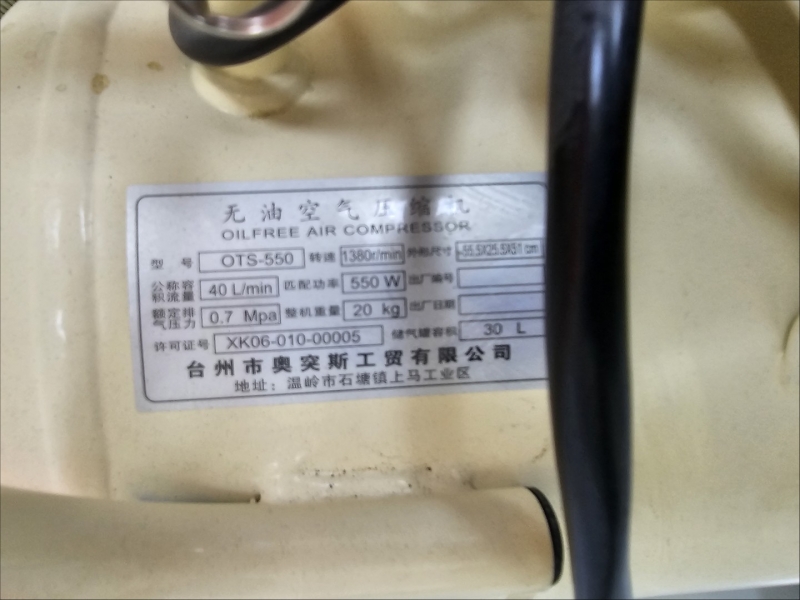 无油空气压缩机
OILFREE AIR COMPRESSOR
型号 OTS-550 转速 1380r/min 外形尺寸 55.5X25.5X51 cm
公称容积流量 40 L/min 匹配功率 550 W 出厂编号
额定排气压力 0.7 Mpa 整机重量 20 kg 出厂日期
许可证号 XK06-010-00005 储气罐容积 30 L
台州市奥突斯工贸有限公司
地址：温岭市石塘镇上马工业区